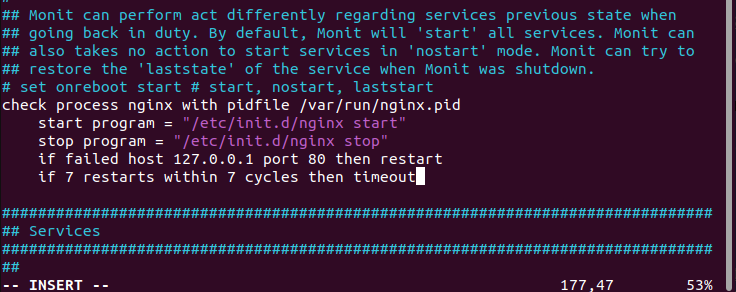 #
## Monit can perform act differently regarding services previous state when
## going back in duty. By default, Monit will 'start' all services. Monit can
## also takes no action to start services in 'nostart' mode. Monit can try to
## restore the 'laststate' of the service when Monit was shutdown.
# set onreboot start # start, nostart, laststart
check process nginx with pidfile /var/run/nginx.pid
    start program = "/etc/init.d/nginx start"
    stop program = "/etc/init.d/nginx stop"
    if failed host 127.0.0.1 port 80 then restart
    if 7 restarts within 7 cycles then timeout
###############################################################################
## Services
###############################################################################
##
-- INSERT -- 177,47 53%